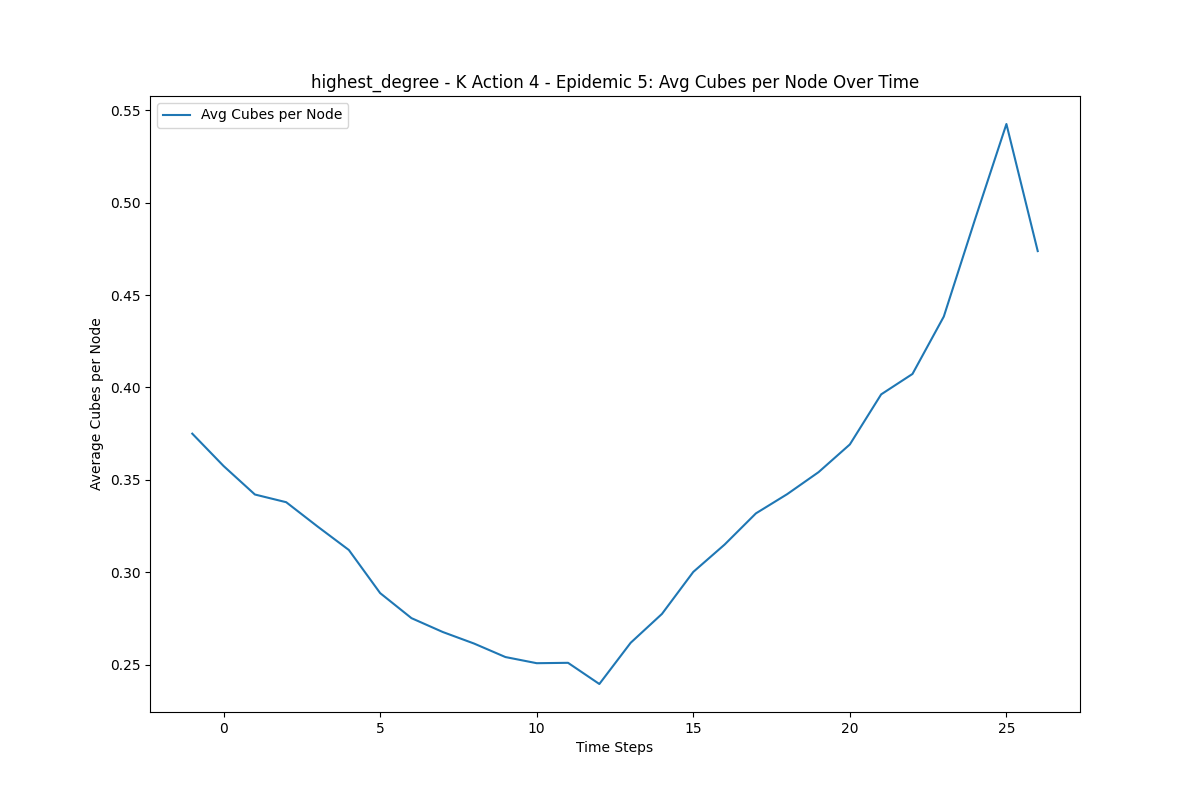 highest_degree - K Action 4 - Epidemic 5: Avg Cubes per Node Over Time
Avg Cubes per Node
Average Cubes per Node
0.55
0.50
0.45
0.40
0.35
0.30
0.25
0 5 10 15 20 25
Time Steps